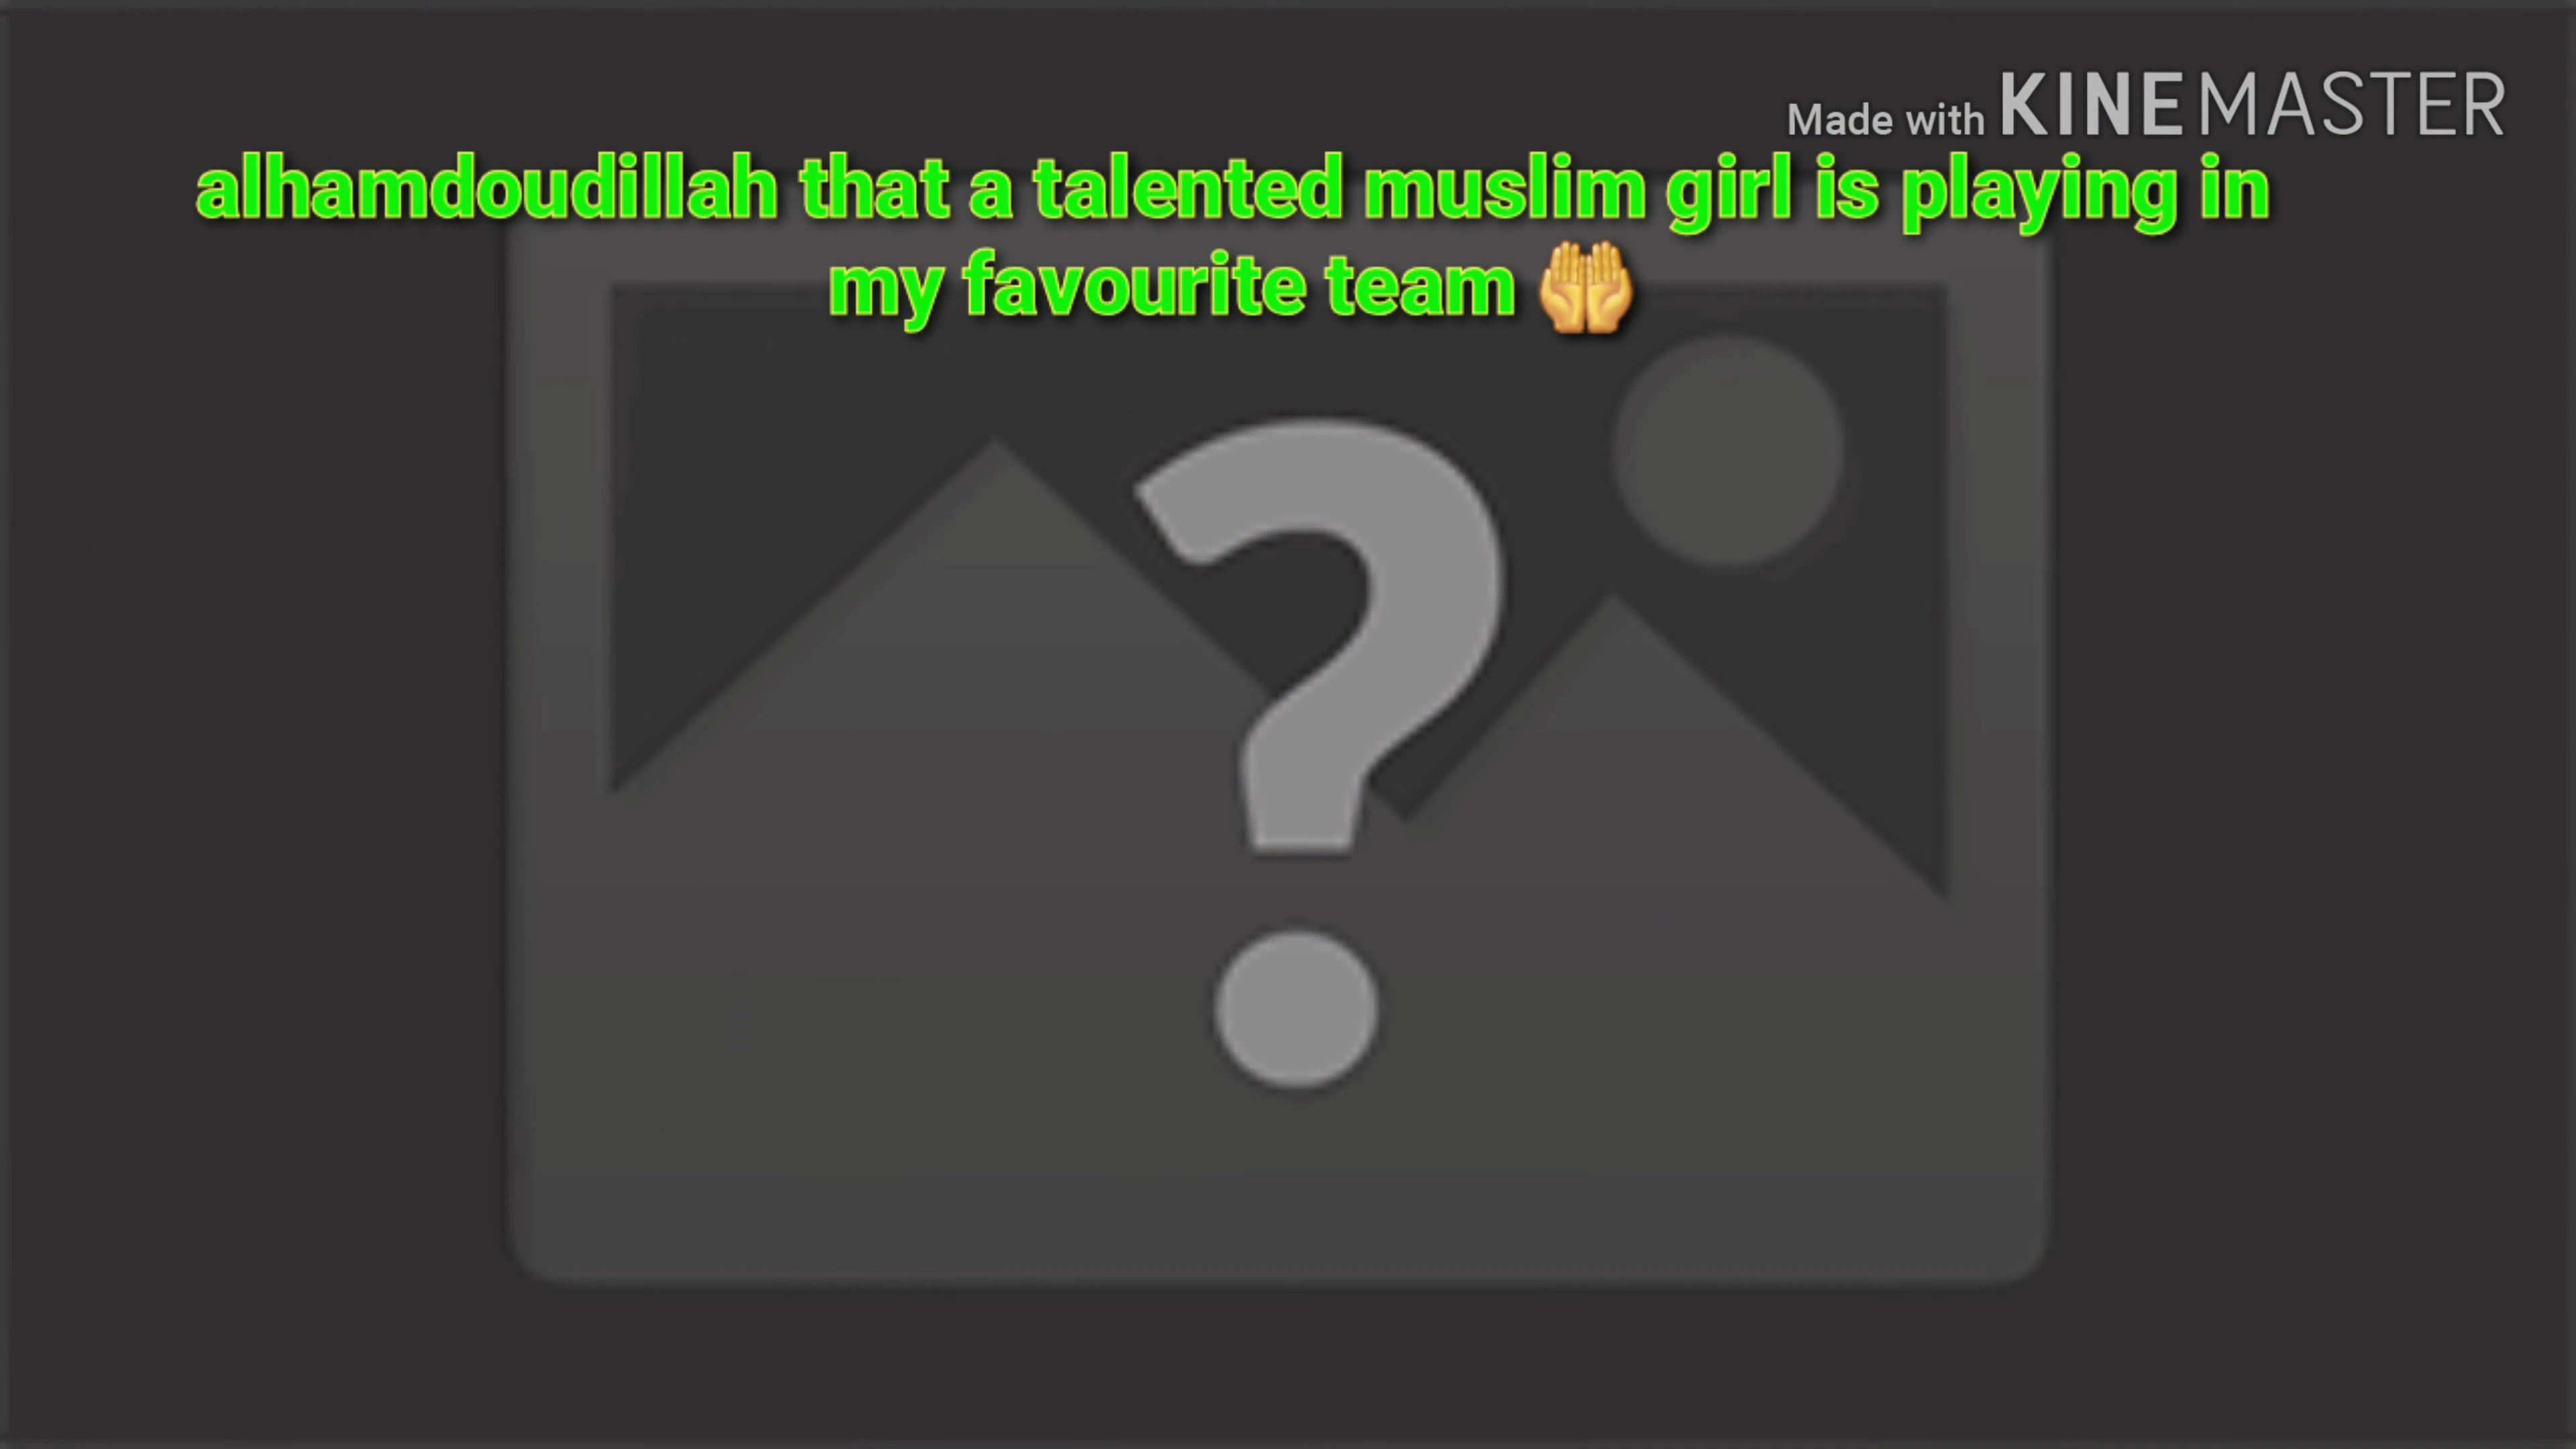 Made with KINEMASTER
alhamdoudillah that a talented muslim girl is playing in
my favourite team 🤲
?